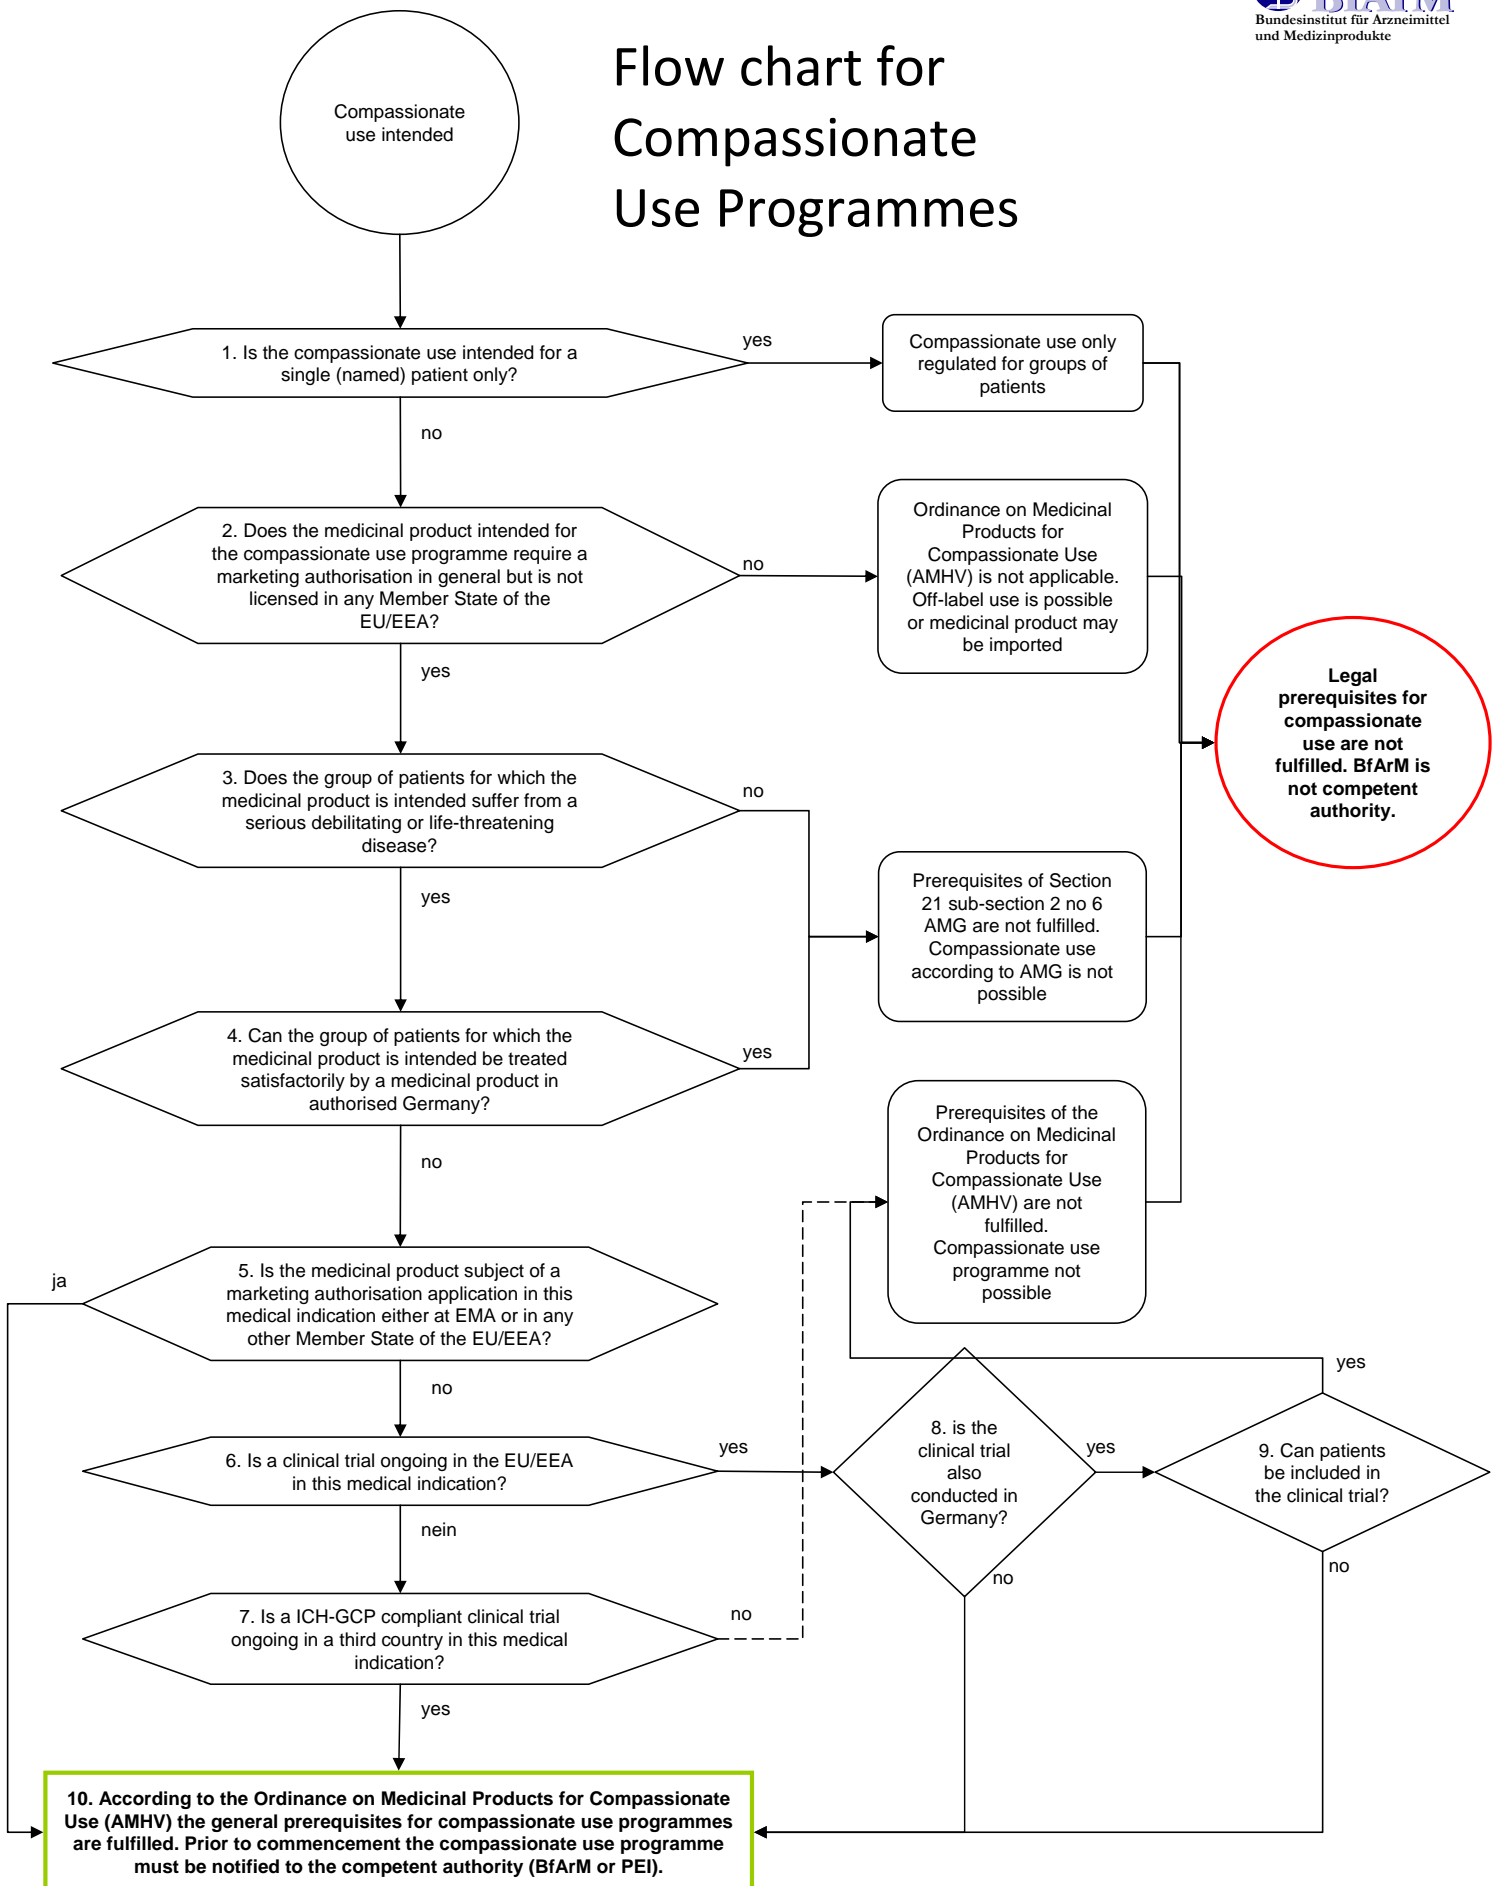 BfArM
Bundesinstitut für Arzneimittel
und Medizinprodukte
Flow chart for
Compassionate
Use Programmes
Compassionate
use intended
1. Is the compassionate use intended for a
single (named) patient only?
yes
Compassionate use only
regulated for groups of
patients
no
2. Does the medicinal product intended for
the compassionate use programme require a
marketing authorisation in general but is not
licensed in any Member State of the
EU/EEA?
no
Ordinance on Medicinal
Products for
Compassionate Use
(AMHV) is not applicable.
Off-label use is possible
or medicinal product may
be imported
yes
Legal
prerequisites for
compassionate
use are not
fulfilled. BfArM is
not competent
authority.
3. Does the group of patients for which the
medicinal product is intended suffer from a
serious debilitating or life-threatening
disease?
no
yes
Prerequisites of Section
21 sub-section 2 no 6
AMG are not fulfilled.
Compassionate use
according to AMG is not
possible
4. Can the group of patients for which the
medicinal product is intended be treated
satisfactorily by a medicinal product in
authorised Germany?
yes
no
Prerequisites of the
Ordinance on Medicinal
Products for
Compassionate Use
(AMHV) are not
fulfilled.
Compassionate use
programme not
possible
ja
5. Is the medicinal product subject of a
marketing authorisation application in this
medical indication either at EMA or in any
other Member State of the EU/EEA?
no
6. Is a clinical trial ongoing in the EU/EEA
in this medical indication?
yes
8. is the
clinical trial
also
conducted in
Germany?
yes
9. Can patients
be included in
the clinical trial?
yes
nein
no
no
7. Is a ICH-GCP compliant clinical trial
ongoing in a third country in this medical
indication?
no
yes
10. According to the Ordinance on Medicinal Products for Compassionate
Use (AMHV) the general prerequisites for compassionate use programmes
are fulfilled. Prior to commencement the compassionate use programme
must be notified to the competent authority (BfArM or PEI).